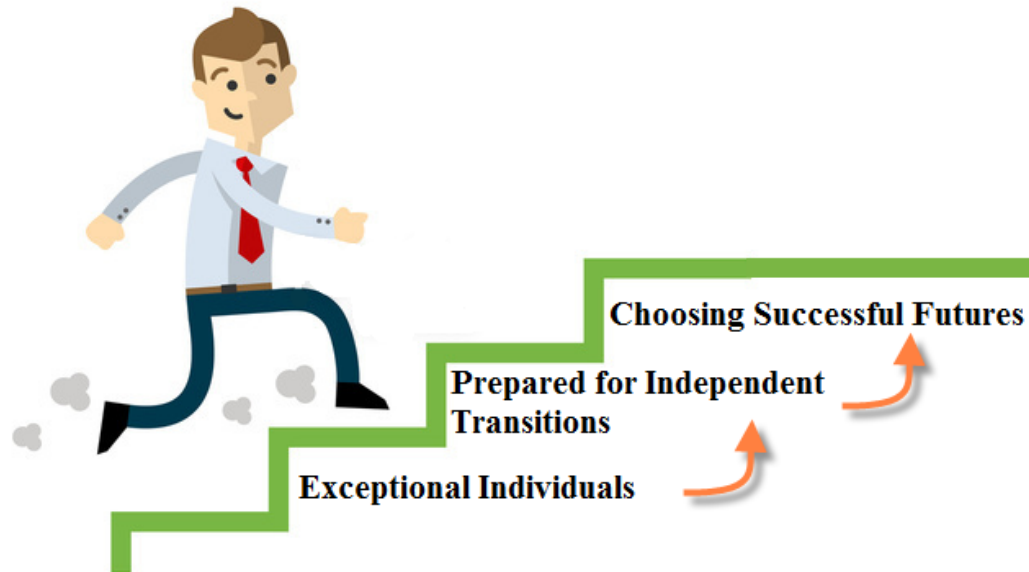 Choosing Successful Futures
Prepared for Independent
Transitions
Exceptional Individuals